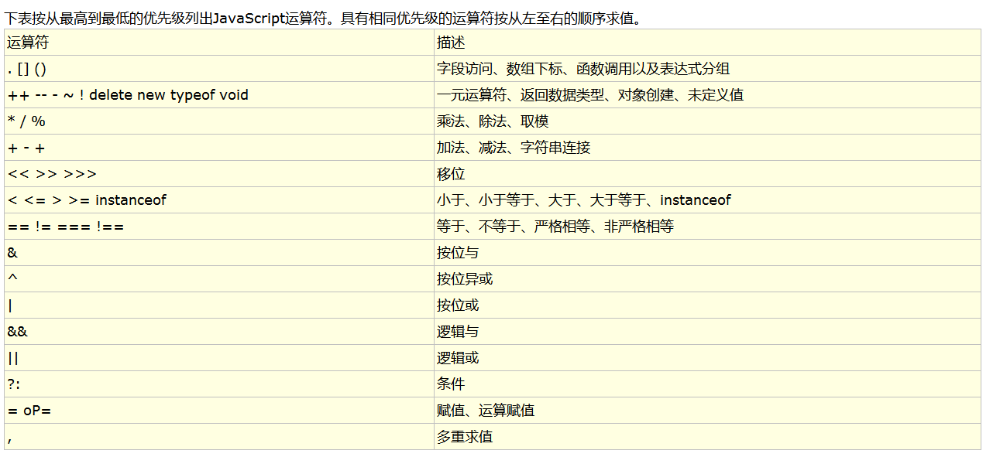 下表按从最高到最低的优先级列出JavaScript运算符。具有相同优先级的运算符按从左至右的顺序求值。
运算符 描述
. [] () 字段访问、数组下标、函数调用以及表达式分组
++ -- - ~ ! delete new typeof void 一元运算符、返回数据类型、对象创建、未定义值
* / % 乘法、除法、取模
+ - + 加法、减法、字符串连接
<< >> >>> 移位
< <= > >= instanceof 小于、小于等于、大于、大于等于、instanceof
== != === !== 等于、不等于、严格相等、非严格相等
& 按位与
^ 按位异或
| 按位或
&& 逻辑与
|| 逻辑或
?: 条件
= oP= 赋值、运算赋值
, 多重求值